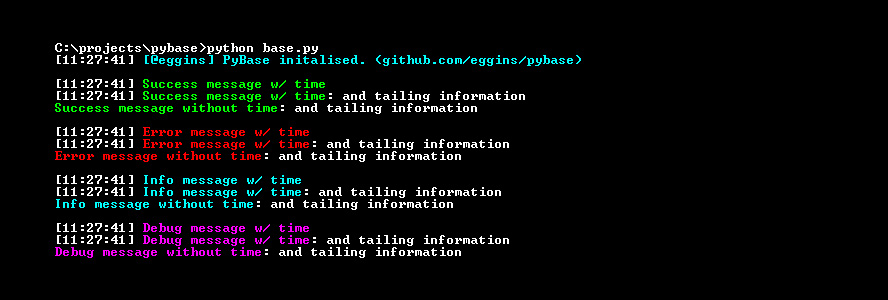 C:\projects\pybase>python base.py
[11:27:41] [@eggins] PyBase initalised. (github.com/eggins/pybase)
[11:27:41] Success message w/ time
[11:27:41] Success message w/ time: and tailing information
Success message without time: and tailing information
[11:27:41] Error message w/ time
[11:27:41] Error message w/ time: and tailing information
Error message without time: and tailing information
[11:27:41] Info message w/ time
[11:27:41] Info message w/ time: and tailing information
Info message without time: and tailing information
[11:27:41] Debug message w/ time
[11:27:41] Debug message w/ time: and tailing information
Debug message without time: and tailing information